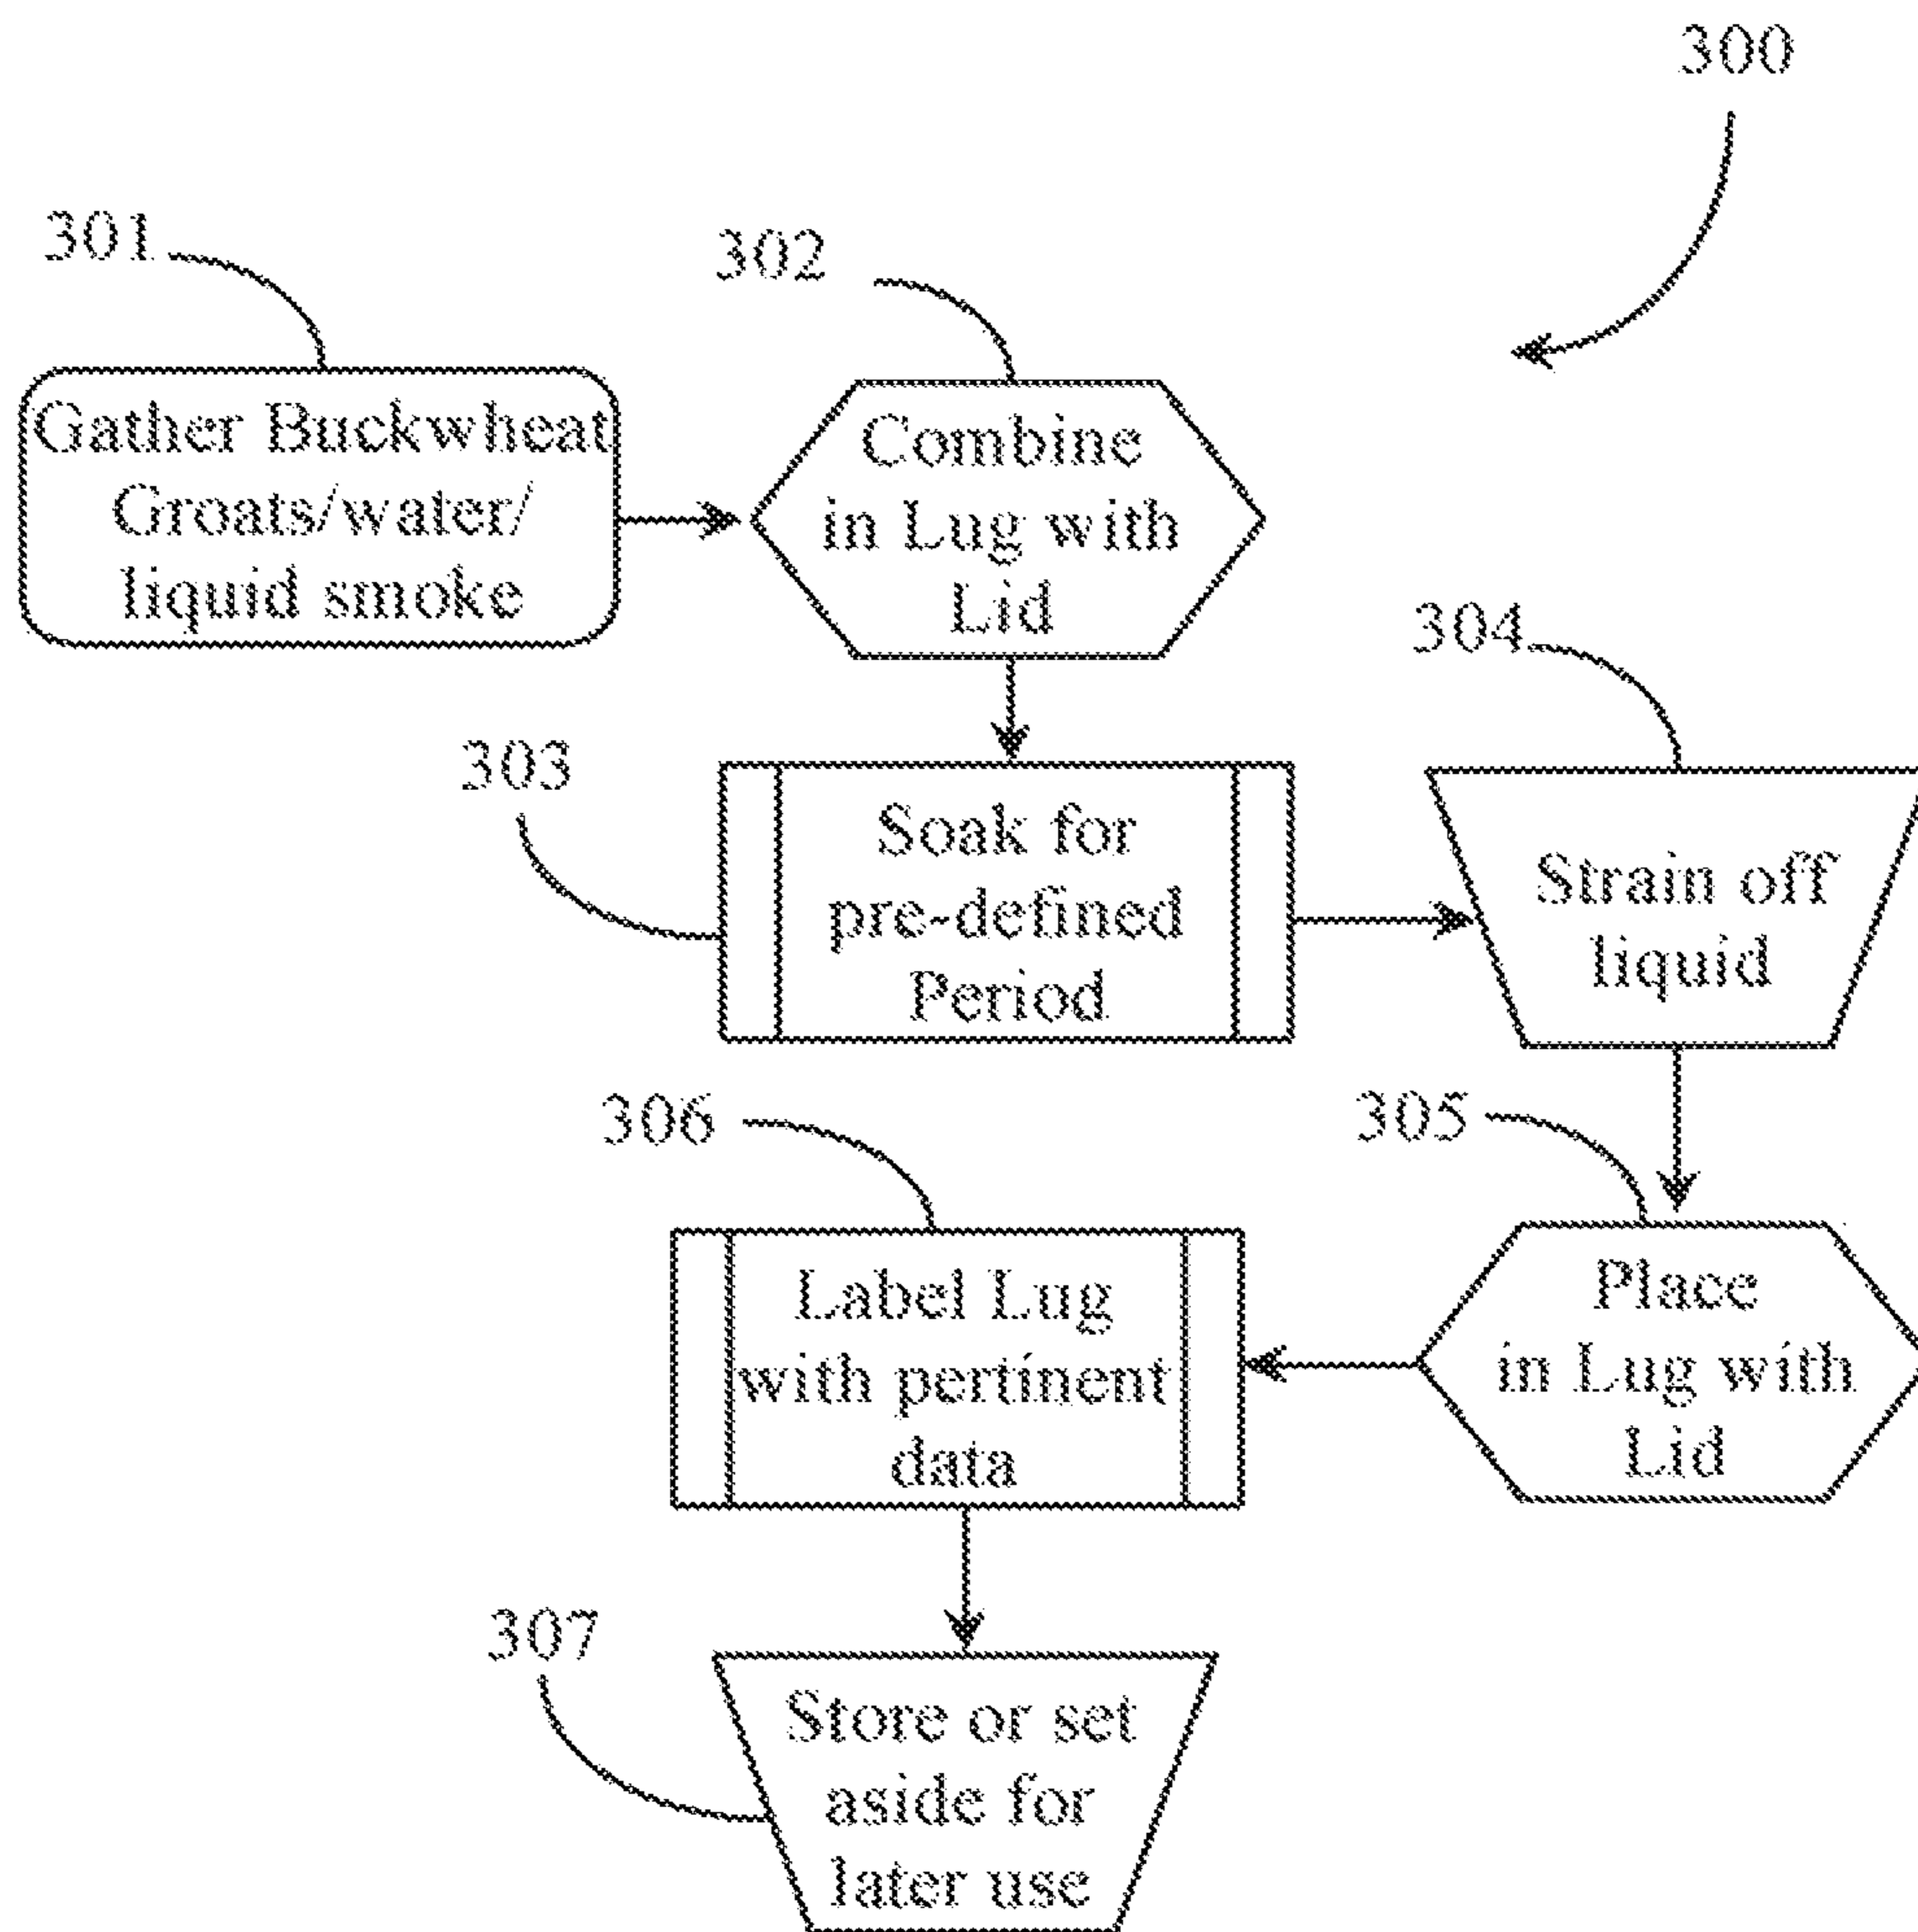 300
301
Gather Buckwheat
Groats/water/
liquid smoke
302
Combine
in Lug with
Lid
303
Soak for
pre-defined
Period
304
Strain off
liquid
305
Place
in Lug with
Lid
306
Label Lug
with pertinent
data
307
Store or set
aside for
later use